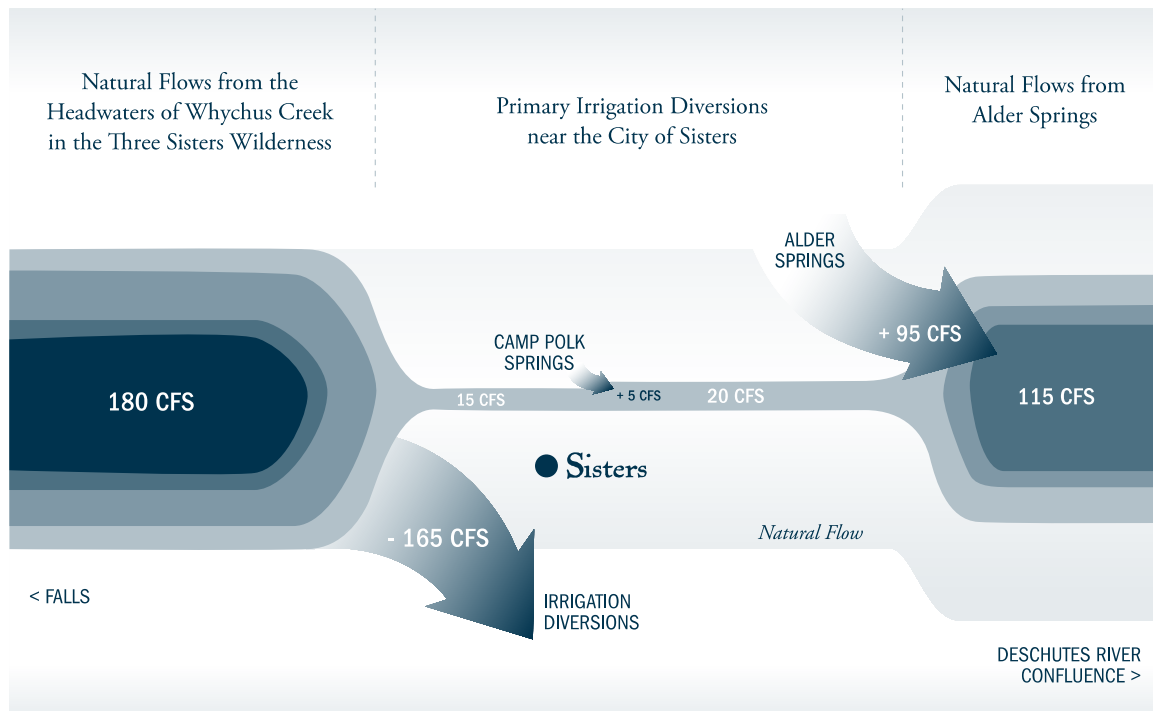 Natural Flows from the
Headwaters of Whychus Creek
in the Three Sisters Wilderness
Primary Irrigation Diversions
near the City of Sisters
Natural Flows from
Alder Springs
ALDER
SPRINGS
+ 95 CFS
CAMP POLK
SPRINGS
180 CFS
15 CFS
+ 5 CFS
20 CFS
115 CFS
Sisters
- 165 CFS
Natural Flow
< FALLS
IRRIGATION
DIVERSIONS
DESCHUTES RIVER
CONFLUENCE >